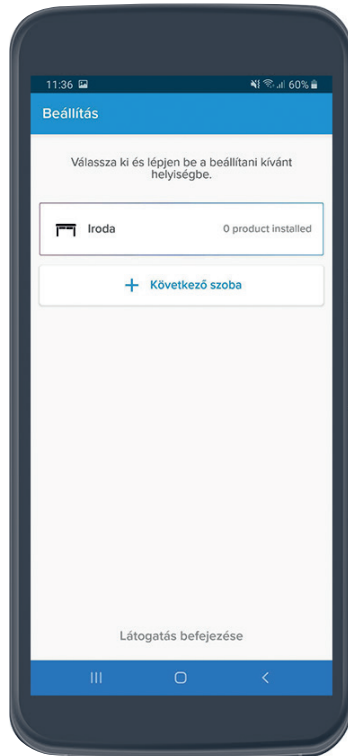 11:36 60%
Beállítás
Válassza ki és lépjen be a beállítani kívánt
helyiségbe.
Iroda 0 product installed
+ Következő szoba
Látogatás befejezése